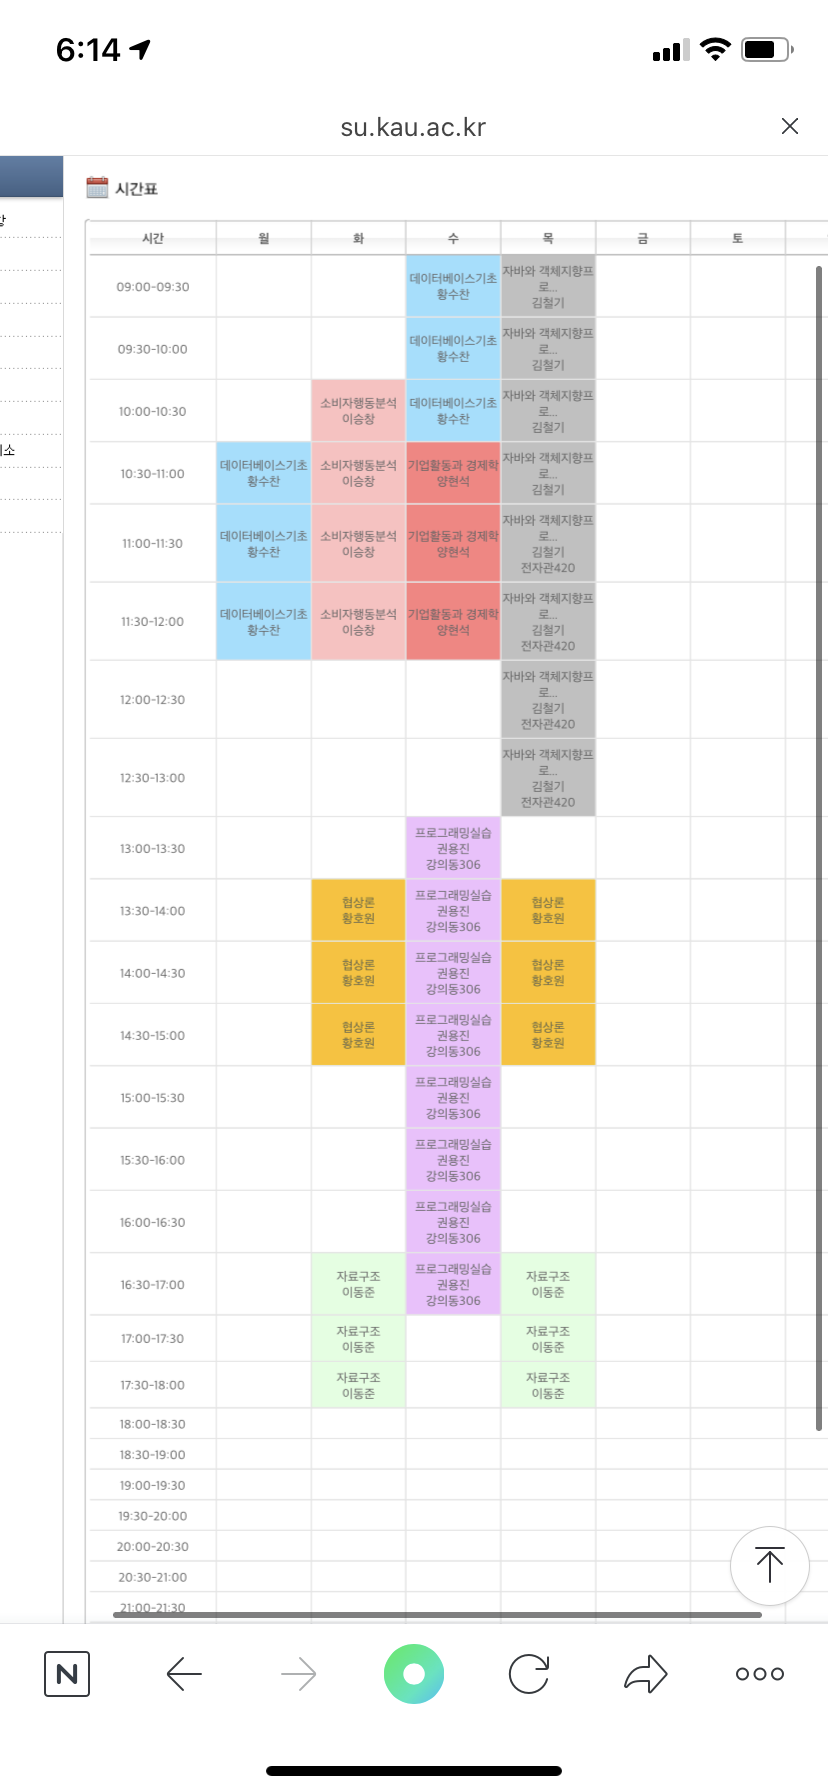 6:14
su.kau.ac.kr
시간표
시간 월 화 수 목 금 토
09:00-09:30
데이터베이스기초
황수찬
자바와 객체지향프
로...
김철기
09:30-10:00
데이터베이스기초
황수찬
자바와 객체지향프
로...
김철기
10:00-10:30
소비자행동분석
이승창
데이터베이스기초
황수찬
자바와 객체지향프
로...
김철기
10:30-11:00
데이터베이스기초
황수찬
소비자행동분석
이승창
기업활동과 경제학
양현석
자바와 객체지향프
로...
김철기
11:00-11:30
데이터베이스기초
황수찬
소비자행동분석
이승창
기업활동과 경제학
양현석
자바와 객체지향프
로...
김철기
전자관420
11:30-12:00
데이터베이스기초
황수찬
소비자행동분석
이승창
기업활동과 경제학
양현석
자바와 객체지향프
로...
김철기
전자관420
12:00-12:30
자바와 객체지향프
로...
김철기
전자관420
12:30-13:00
자바와 객체지향프
로...
김철기
전자관420
13:00-13:30
프로그래밍실습
권용진
강의동306
13:30-14:00
협상론
황호원
프로그래밍실습
권용진
강의동306
협상론
황호원
14:00-14:30
협상론
황호원
프로그래밍실습
권용진
강의동306
협상론
황호원
14:30-15:00
협상론
황호원
프로그래밍실습
권용진
강의동306
협상론
황호원
15:00-15:30
프로그래밍실습
권용진
강의동306
15:30-16:00
프로그래밍실습
권용진
강의동306
16:00-16:30
프로그래밍실습
권용진
강의동306
16:30-17:00
자료구조
이동준
프로그래밍실습
권용진
강의동306
자료구조
이동준
17:00-17:30
자료구조
이동준
자료구조
이동준
17:30-18:00
자료구조
이동준
자료구조
이동준
18:00-18:30
18:30-19:00
19:00-19:30
19:30-20:00
20:00-20:30
20:30-21:00
21:00-21:30
N